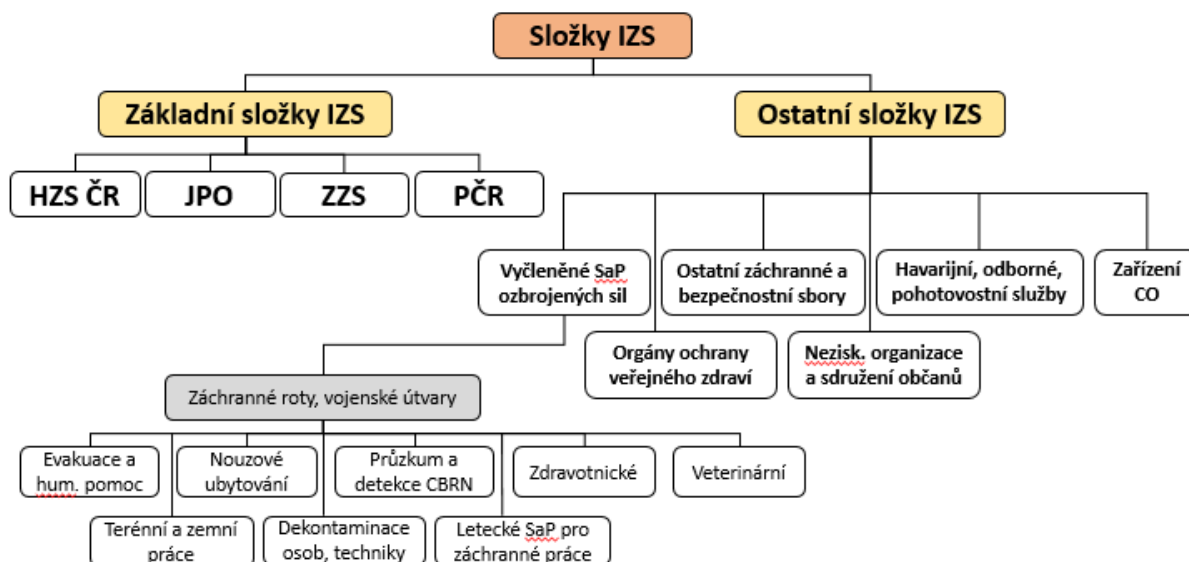 Složky IZS
Základní složky IZS
Ostatní složky IZS
HZS ČR
JPO
ZZS
PČR
Vyčleněné SaP
ozbrojených sil
Ostatní záchranné a
bezpečnostní sbory
Havarijní, odborné,
pohotovostní služby
Zařízení
CO
Orgány ochrany
veřejného zdraví
Nezisk. organizace
a sdružení občanů
Záchranné roty, vojenské útvary
Evakuace a
hum. pomoc
Nouzové
ubytování
Průzkum a
detekce CBRN
Zdravotnické
Veterinární
Terénní a zemní
práce
Dekontaminace
osob, techniky
Letecké SaP pro
záchranné práce